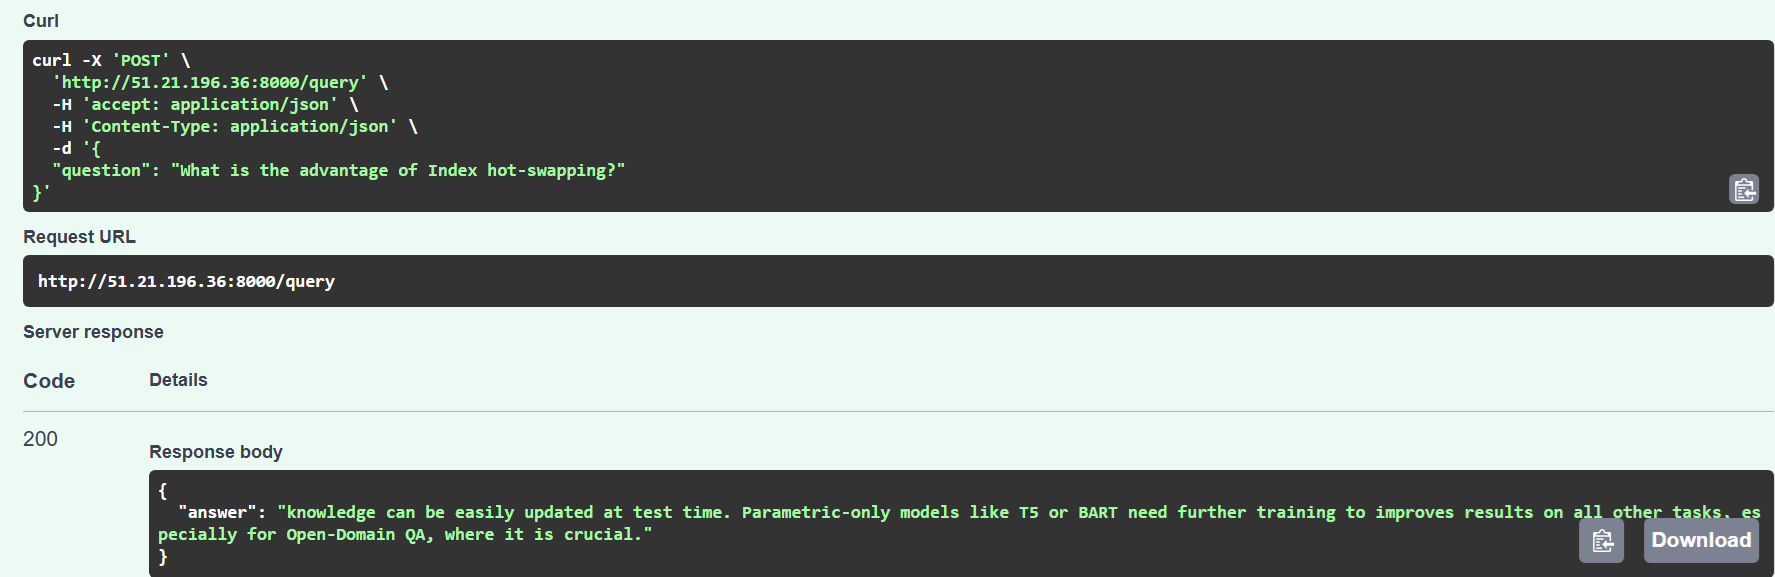 Curl
curl -X 'POST' \
'http://51.21.196.36:8000/query' \
-H 'accept: application/json' \
-H 'Content-Type: application/json' \
-d '{
"question": "What is the advantage of Index hot-swapping?"
}'
Request URL
http://51.21.196.36:8000/query
Server response
Code Details
200
Response body
{
"answer": "knowledge can be easily updated at test time. Parametric-only models like T5 or BART need further training to improves results on all other tasks, es
pecially for Open-Domain QA, where it is crucial."
}
Download